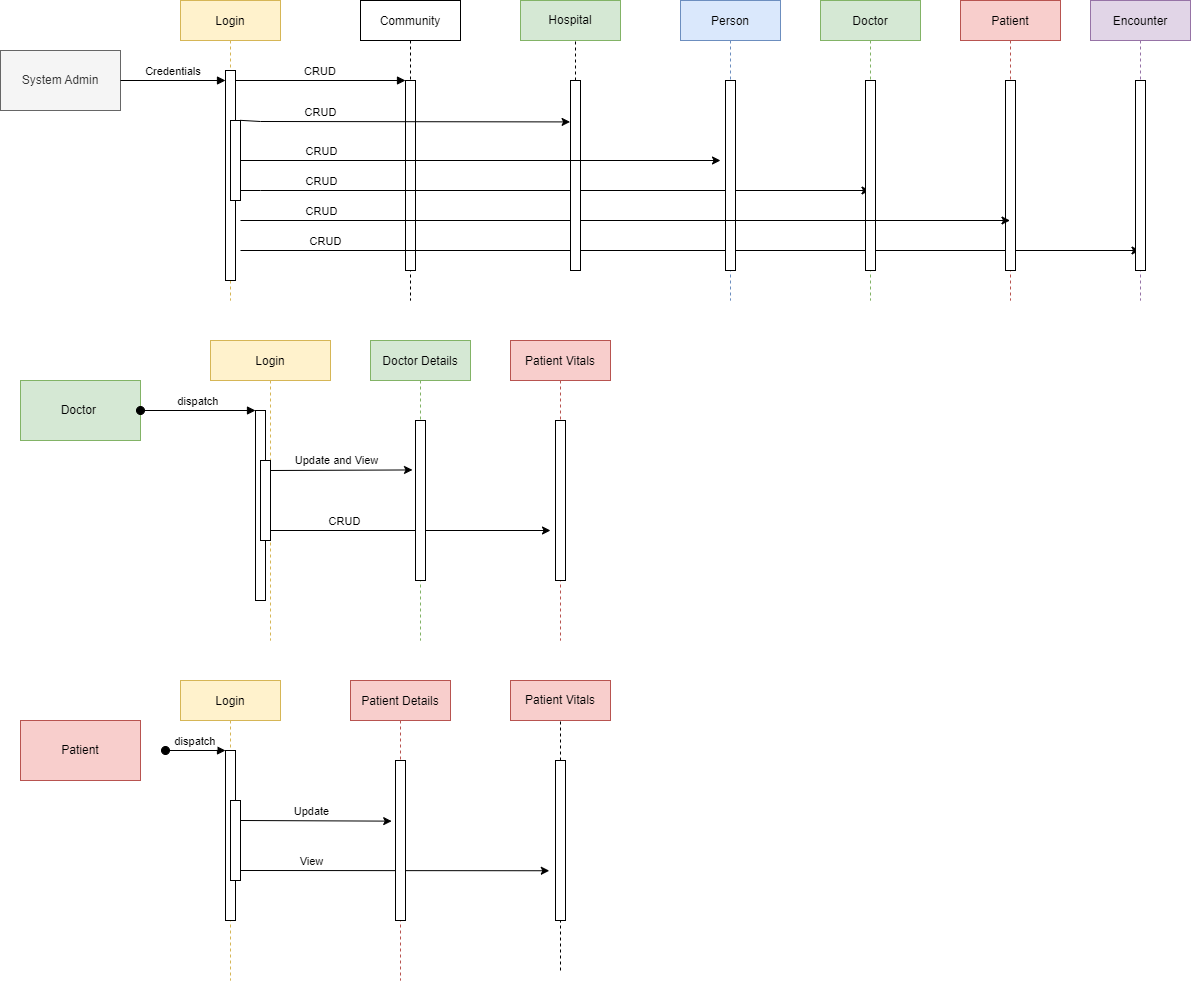 Login
Community
Hospital
Person
Doctor
Patient
Encounter
System Admin
Credentials
CRUD
CRUD
CRUD
CRUD
CRUD
CRUD
Login
Doctor Details
Patient Vitals
Doctor
dispatch
Update and View
CRUD
Login
Patient Details
Patient Vitals
Patient
dispatch
Update
View